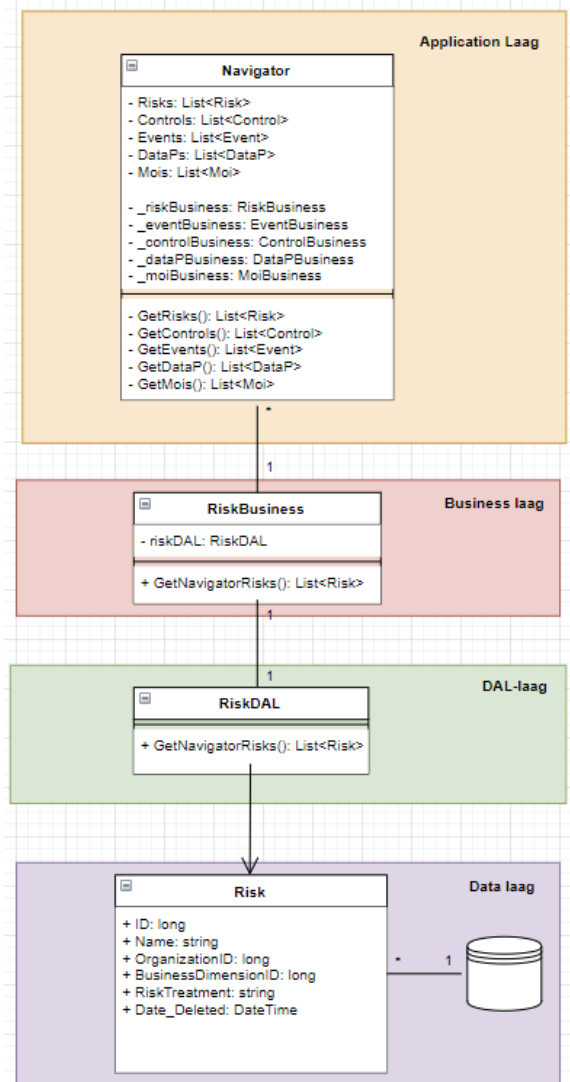 Application Laag
Navigator
- Risks: List<Risk>
- Controls: List<Control>
- Events: List<Event>
- DataPs: List<DataP>
- Mois: List<Moi>
- _riskBusiness: RiskBusiness
- _eventBusiness: EventBusiness
- _controlBusiness: ControlBusiness
- _dataPBusiness: DataPBusiness
- _moiBusiness: MoiBusiness
- GetRisks(): List<Risk>
- GetControls(): List<Control>
- GetEvents(): List<Event>
- GetDataP(): List<DataP>
- GetMois(): List<Moi>
*
1
Business laag
RiskBusiness
- riskDAL: RiskDAL
+ GetNavigatorRisks(): List<Risk>
1
1
DAL-laag
RiskDAL
+ GetNavigatorRisks(): List<Risk>
Data laag
Risk
+ ID: long
+ Name: string
+ OrganizationID: long
+ BusinessDimensionID: long
+ RiskTreatment: string
+ Date_Deleted: DateTime
* 1